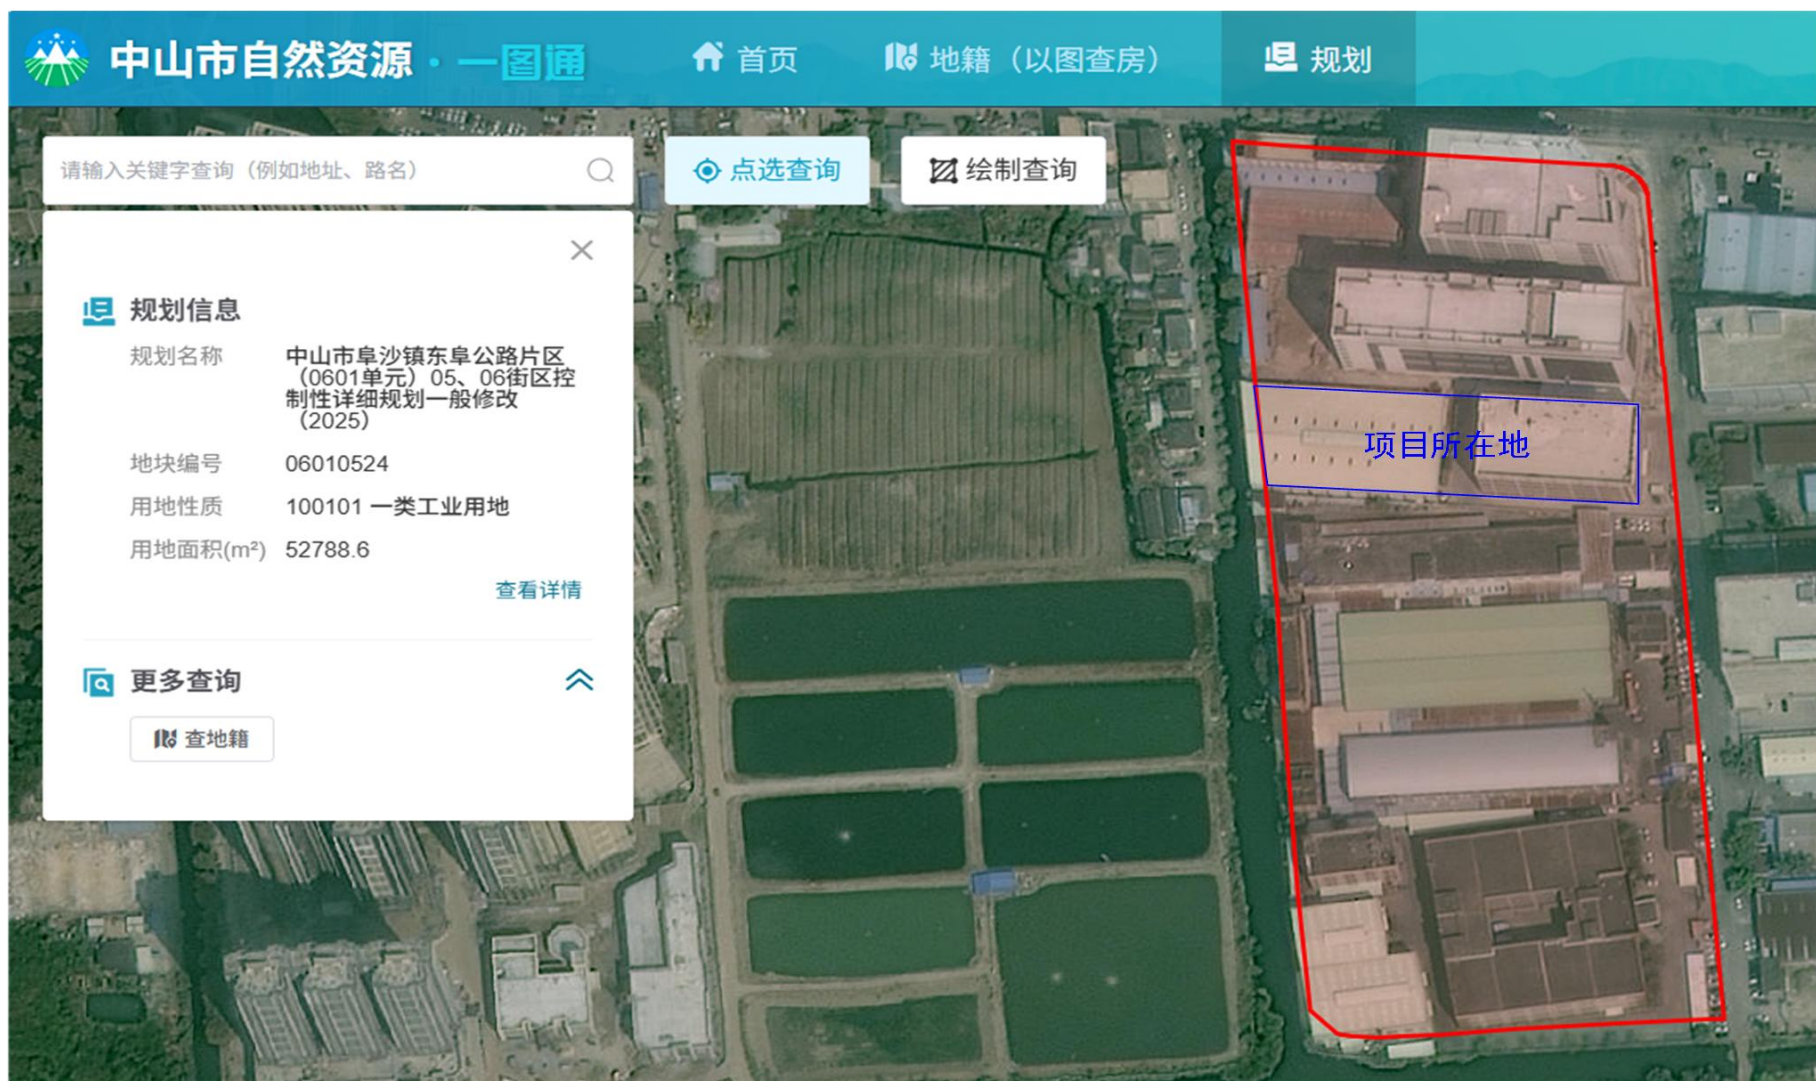 中山市自然资源·一图通
首页
地籍（以图查房）
规划
请输入关键字查询（例如地址、路名）
点选查询
绘制查询
规划信息
规划名称
中山市阜沙镇东阜公路片区
（0601单元）05、06街区控
制性详细规划一般修改
（2025）
地块编号
06010524
用地性质
100101 一类工业用地
用地面积(m²)
52788.6
查看详情
更多查询
查地籍
项目所在地